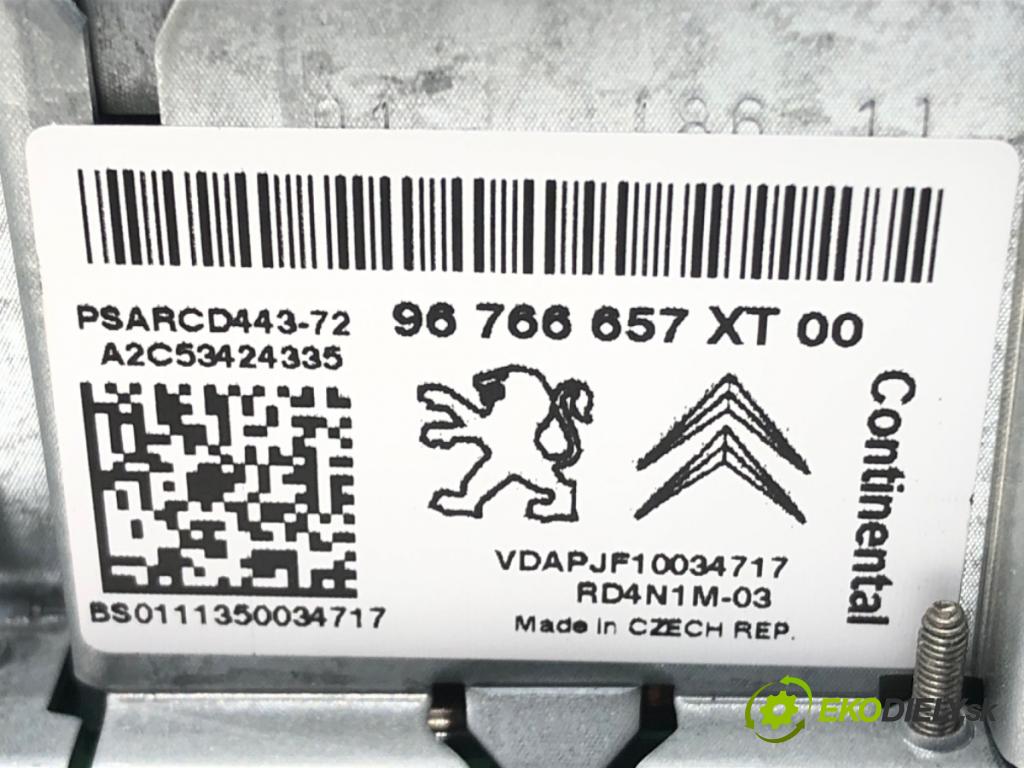 PSARCD443-72
96 766 657 XT 00
A2C53424335
Continental
VDAPJF10034717
RD4N1M-03
BS0111350034717
Made in CZECH REP.
EKODIELY.sk